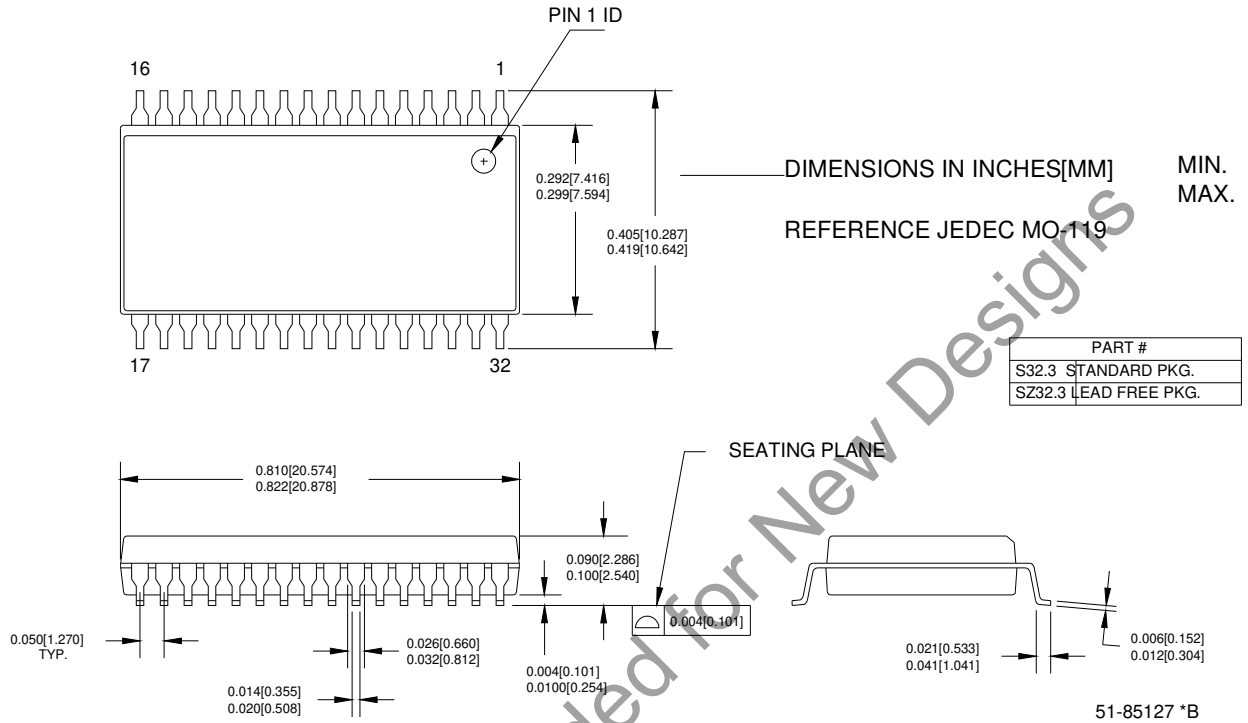 PIN 1 ID
16 1
0.292[7.416]
0.299[7.594]
0.405[10.287]
0.419[10.642]
DIMENSIONS IN INCHES[MM] MIN.
MAX.
REFERENCE JEDEC MO-119
17 32
PART #
S32.3 STANDARD PKG.
SZ32.3 LEAD FREE PKG.
SEATING PLANE
0.810[20.574]
0.822[20.878]
0.090[2.286]
0.100[2.540]
0.004[0.101]
0.050[1.270]
TYP.
0.026[0.660]
0.032[0.812]
0.014[0.355]
0.020[0.508]
0.004[0.101]
0.0100[0.254]
0.021[0.533]
0.041[1.041]
0.006[0.152]
0.012[0.304]
51-85127 *B
ded for New Designs